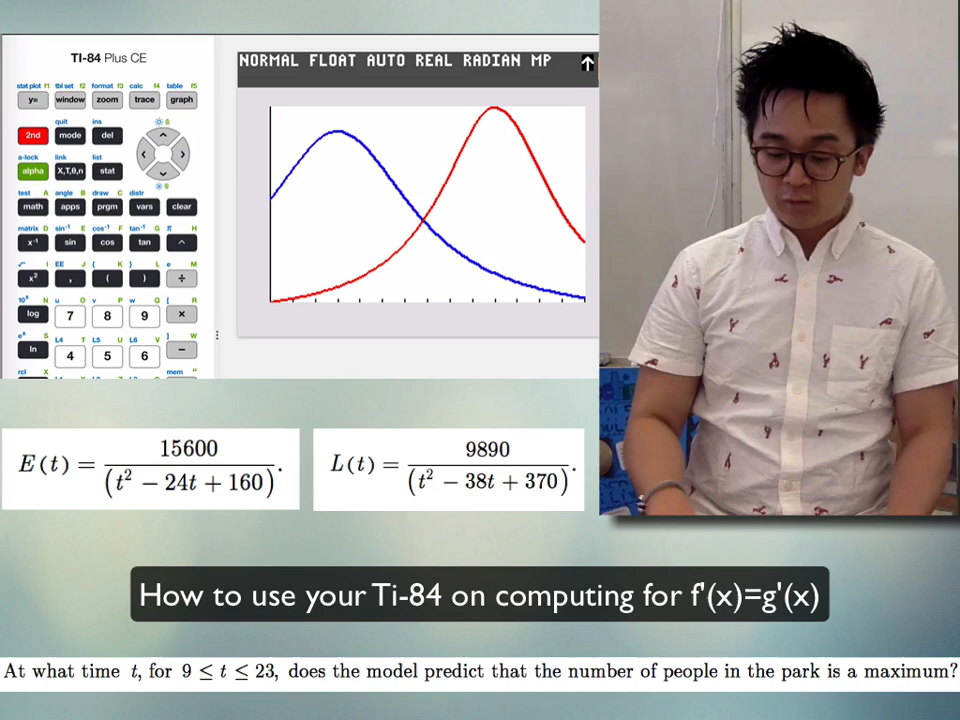 TI-84 Plus CE
stat plot f1 tbl set f2 format f3 calc f4 table f5
y= window zoom trace graph
quit ins
2nd mode del
a-lock link list
alpha X,T,θ,n stat
test A angle B draw C distr
math apps prgm vars clear
matrix D sin⁻¹ E cos⁻¹ F tan⁻¹ G π H
x⁻¹ sin cos tan ^
√ I EE J { K } L e M
x² , ( ) ÷
10ˣ N u O v P w Q [ R
log 7 8 9 ×
eˣ S L4 T L5 U L6 V ] W
ln 4 5 6 −
rcl X mem "
NORMAL FLOAT AUTO REAL RADIAN MP
E(t) = 15600 / (t² − 24t + 160).
L(t) = 9890 / (t² − 38t + 370).
How to use your Ti-84 on computing for f'(x)=g'(x)
At what time t, for 9 ≤ t ≤ 23, does the model predict that the number of people in the park is a maximum?